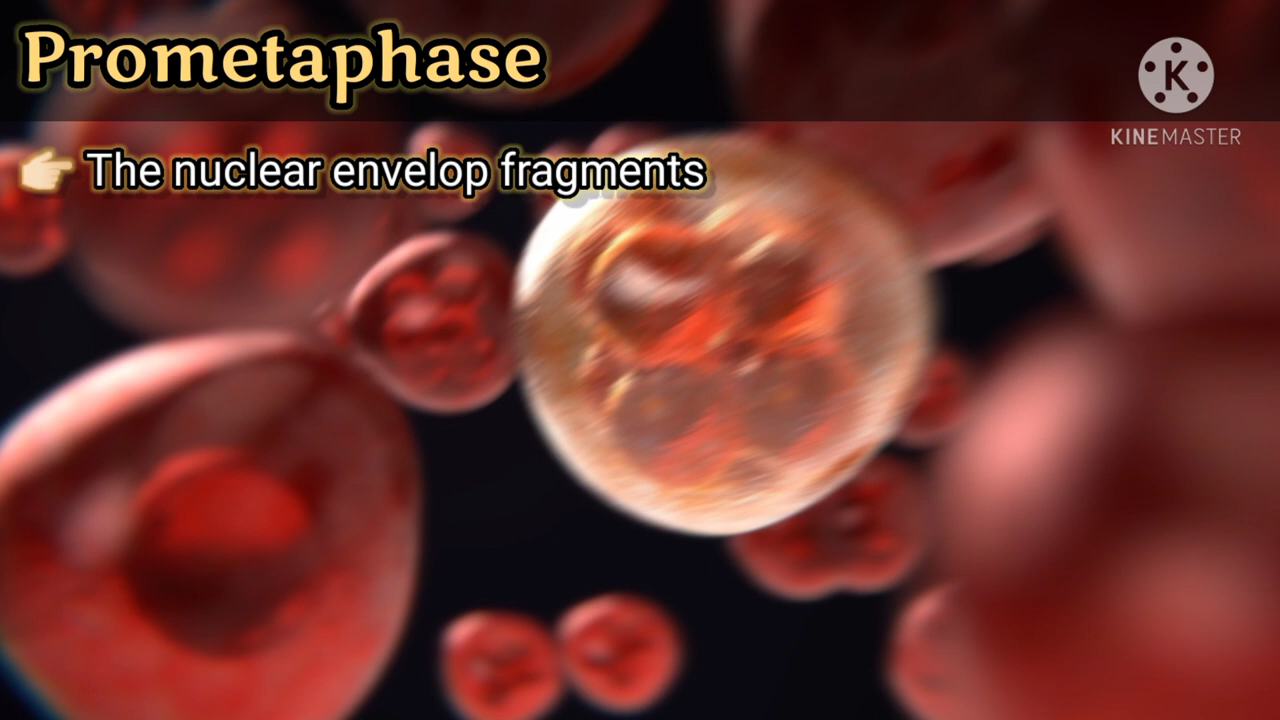 Prometaphase
K
KINEMASTER
👉 The nuclear envelop fragments